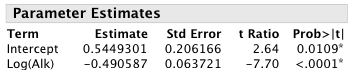 Parameter Estimates
Term Estimate Std Error t Ratio Prob>|t|
Intercept 0.5449301 0.206166 2.64 0.0109*
Log(Alk) -0.490587 0.063721 -7.70 <.0001*